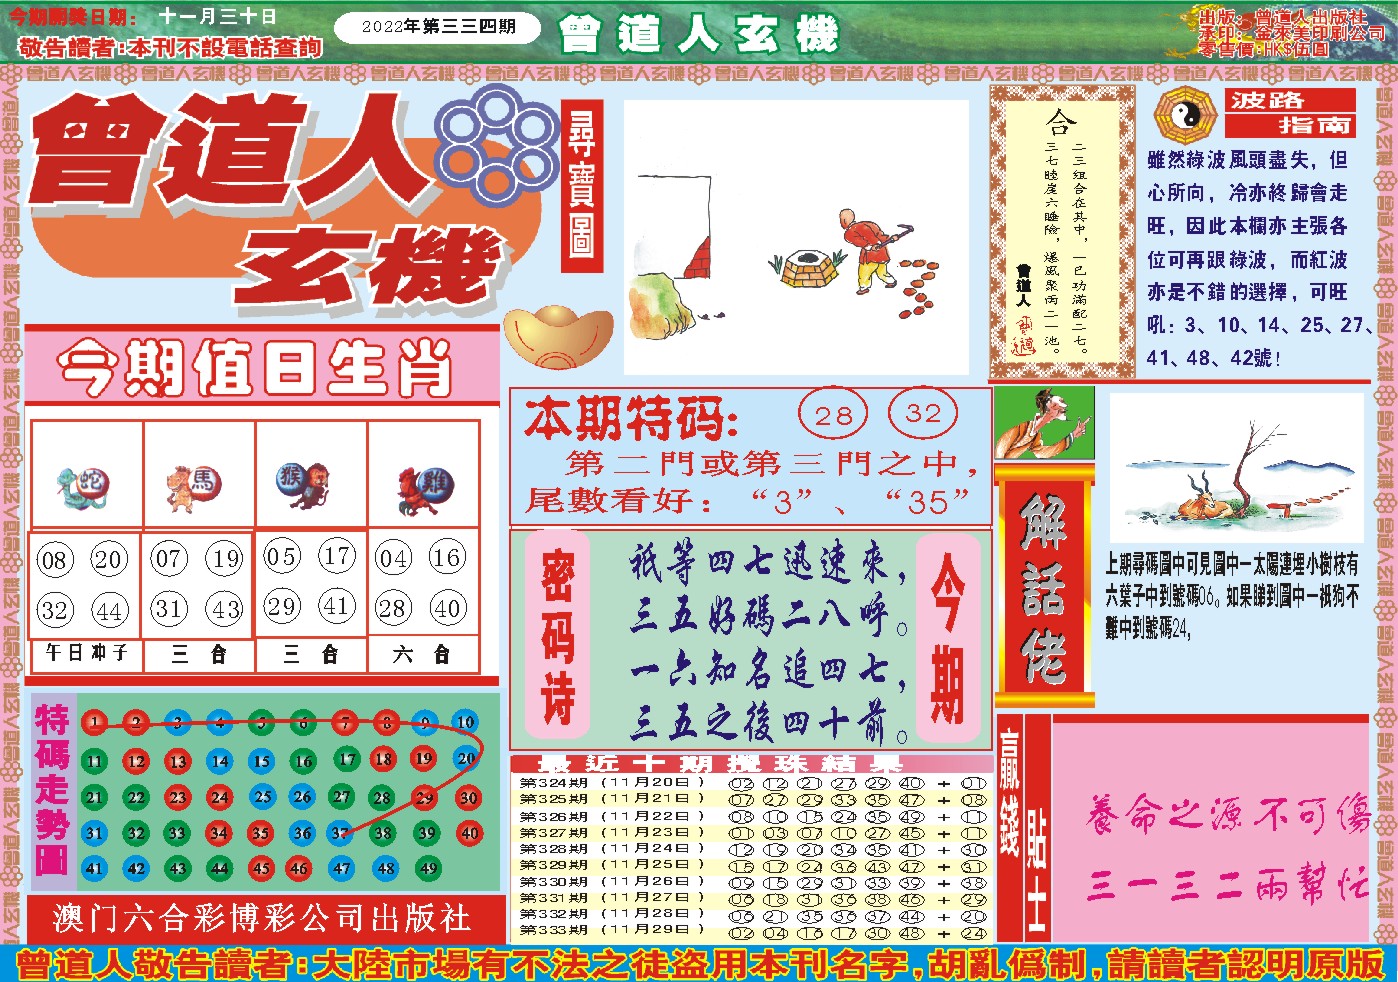 今期開獎日期： 十一月三十日
敬告讀者:本刊不設電話查詢
2022年第三三四期
曾道人玄機
出版：曾道人出版社
承印：金來美印刷公司
零售價:HK$伍圓
曾道人
玄機
尋寶圖
合
二三組合在其中，一已功滿配二七。
三七睦崖六睡險，爆風聚兩二一池。
曾道人
波路
指南
雖然綠波風頭盡失，但
心所向，冷亦終歸會走
旺，因此本欄亦主張各
位可再跟綠波，而紅波
亦是不錯的選擇，可旺
吼：3、10、14、25、27、
41、48、42號！
今期值日生肖
蛇 馬 猴 雞
08 20 07 19 05 17 04 16
32 44 31 43 29 41 28 40
午日冲子 三合 三合 六合
本期特码: 28 32
第二門或第三門之中，
尾數看好：“3”、“35”
密码诗
今期
祇等四七迅速來，
三五好碼二八呼。
一六知名追四七，
三五之後四十前。
解話佬
上期尋碼圖中可見圖中一太陽連埋小樹枝有
六葉子中到號碼06。如果睇到圖中一祇狗不
難中到號碼24，
特碼走勢圖
1 2 3 4 5 6 7 8 9 10
11 12 13 14 15 16 17 18 19 20
21 22 23 24 25 26 27 28 29 30
31 32 33 34 35 36 37 38 39 40
41 42 43 44 45 46 47 48 49
澳门六合彩博彩公司出版社
最近十期攪珠結果
第324期 (11月20日) 02 12 21 27 29 40 + 01
第325期 (11月21日) 07 27 29 33 35 47 + 08
第326期 (11月22日) 08 10 15 24 35 49 + 11
第327期 (11月23日) 01 03 07 10 27 45 + 11
第328期 (11月24日) 12 19 20 34 35 41 + 30
第329期 (11月25日) 15 17 24 36 43 47 + 31
第330期 (11月26日) 09 15 29 31 33 39 + 38
第331期 (11月27日) 06 18 31 36 38 46 + 29
第332期 (11月28日) 06 21 35 36 37 44 + 20
第333期 (11月29日) 02 04 16 17 30 48 + 24
贏錢
貼士
養命之源不可傷
三一三二兩幫忙
曾道人敬告讀者:大陸市場有不法之徒盗用本刊名字,胡亂僞制,請讀者認明原版